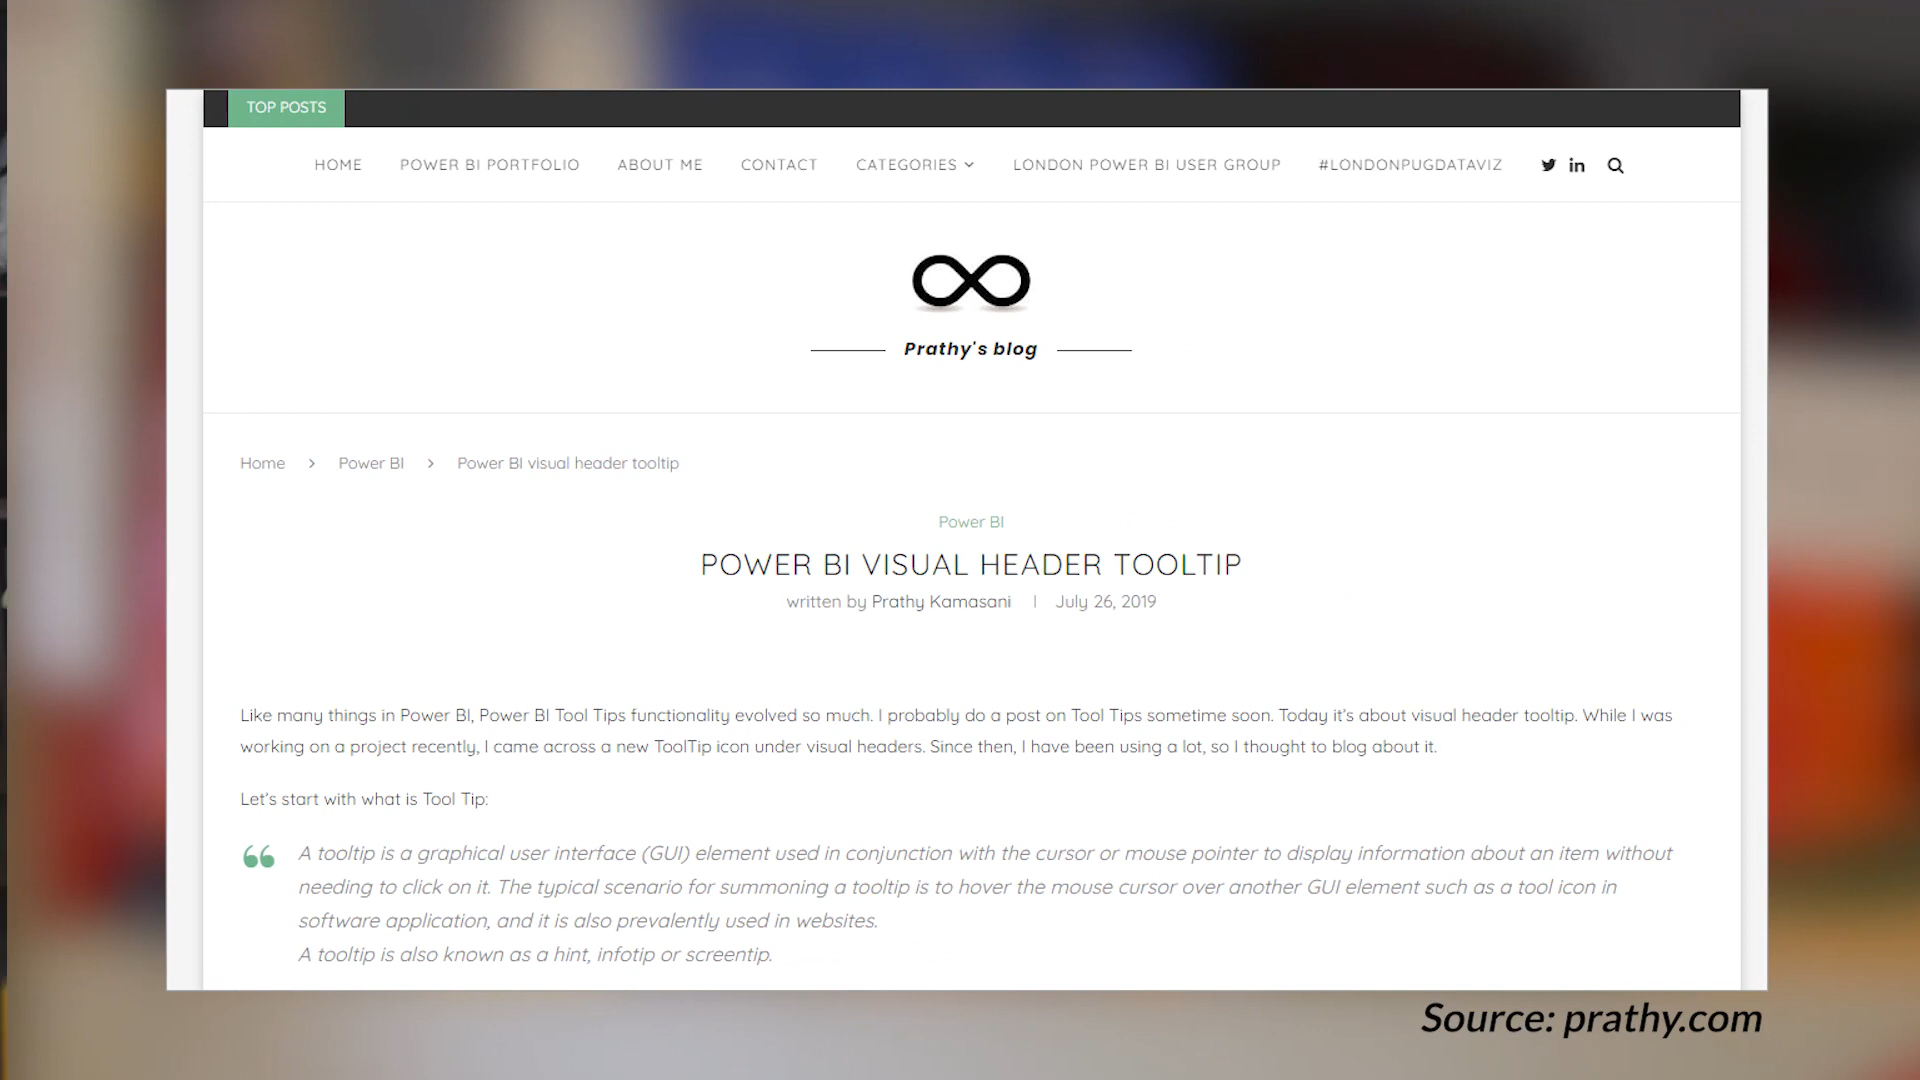 TOP POSTS
HOME POWER BI PORTFOLIO ABOUT ME CONTACT CATEGORIES LONDON POWER BI USER GROUP #LONDONPUGDATAVIZ
Prathy's blog
Home > Power BI > Power BI visual header tooltip
Power BI
POWER BI VISUAL HEADER TOOLTIP
written by Prathy Kamasani | July 26, 2019
Like many things in Power BI, Power BI Tool Tips functionality evolved so much. I probably do a post on Tool Tips sometime soon. Today it's about visual header tooltip. While I was
working on a project recently, I came across a new ToolTip icon under visual headers. Since then, I have been using a lot, so I thought to blog about it.
Let's start with what is Tool Tip:
A tooltip is a graphical user interface (GUI) element used in conjunction with the cursor or mouse pointer to display information about an item without
needing to click on it. The typical scenario for summoning a tooltip is to hover the mouse cursor over another GUI element such as a tool icon in
software application, and it is also prevalently used in websites.
A tooltip is also known as a hint, infotip or screentip.
Source: prathy.com